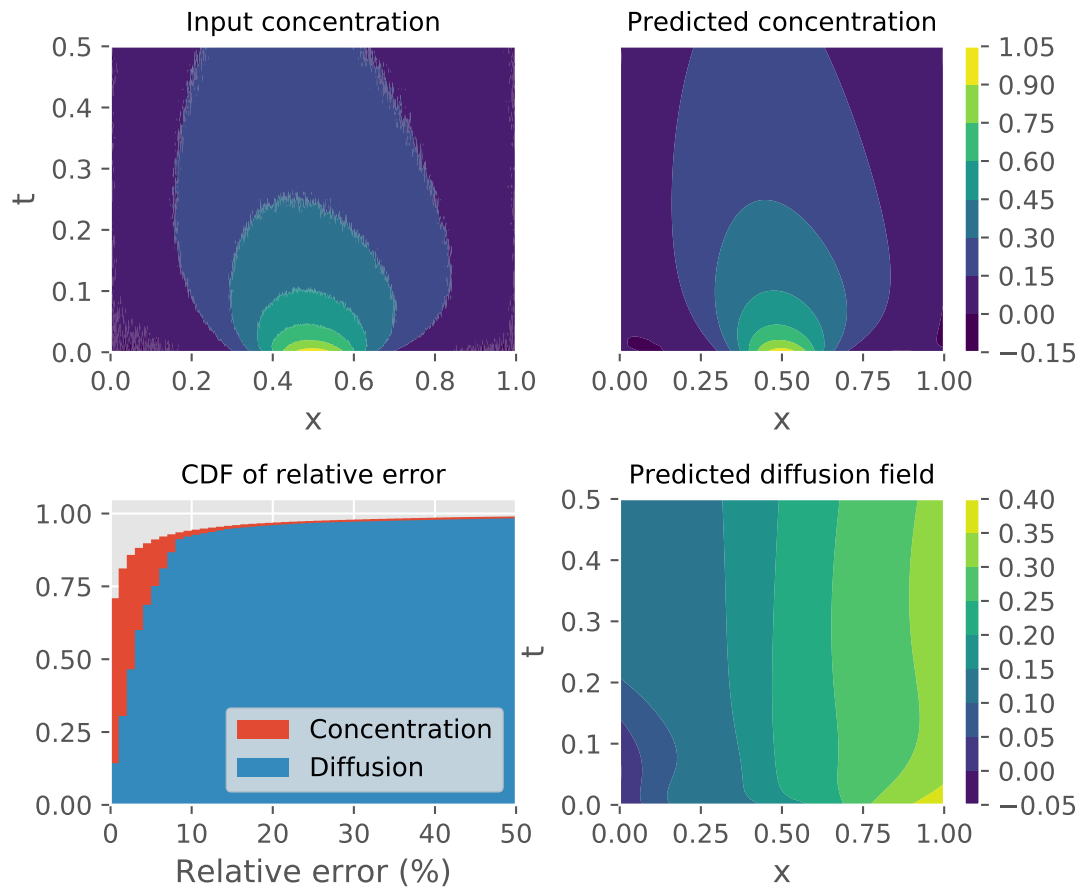 Input concentration
0.5
0.4
0.3
0.2
0.1
0.0
t
0.0 0.2 0.4 0.6 0.8 1.0
x
Predicted concentration
0.00 0.25 0.50 0.75 1.00
x
1.05
0.90
0.75
0.60
0.45
0.30
0.15
0.00
−0.15
CDF of relative error
1.00
0.75
0.50
0.25
0.00
Concentration
Diffusion
0 10 20 30 40 50
Relative error (%)
Predicted diffusion field
0.5
0.4
0.3
0.2
0.1
0.0
t
0.00 0.25 0.50 0.75 1.00
x
0.40
0.35
0.30
0.25
0.20
0.15
0.10
0.05
0.00
−0.05